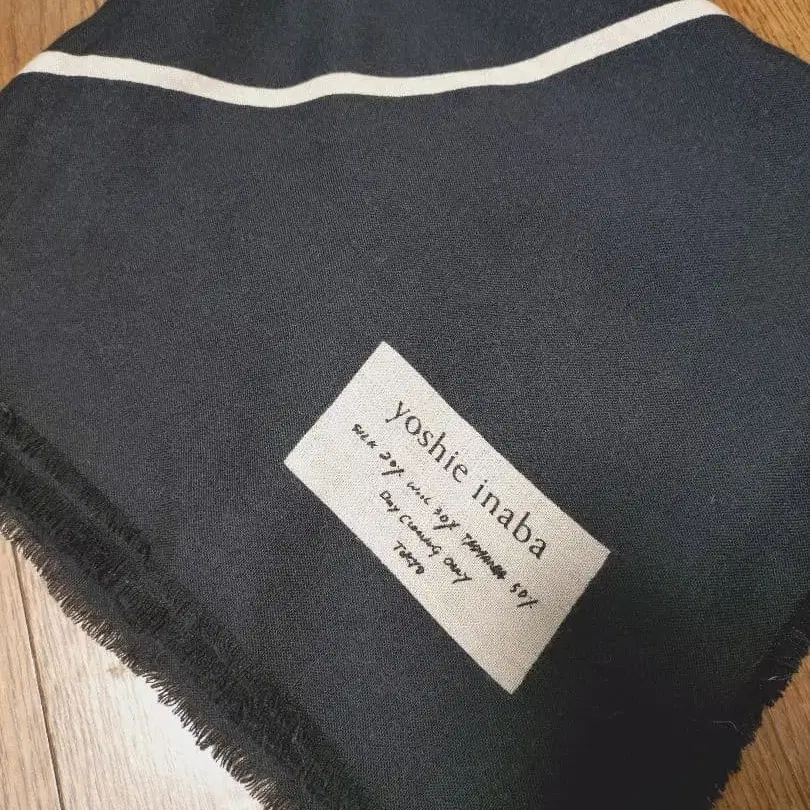 yoshie inaba
SILK 20% WOOL 30% 50%
DRY CLEANING ONLY
TOKYO